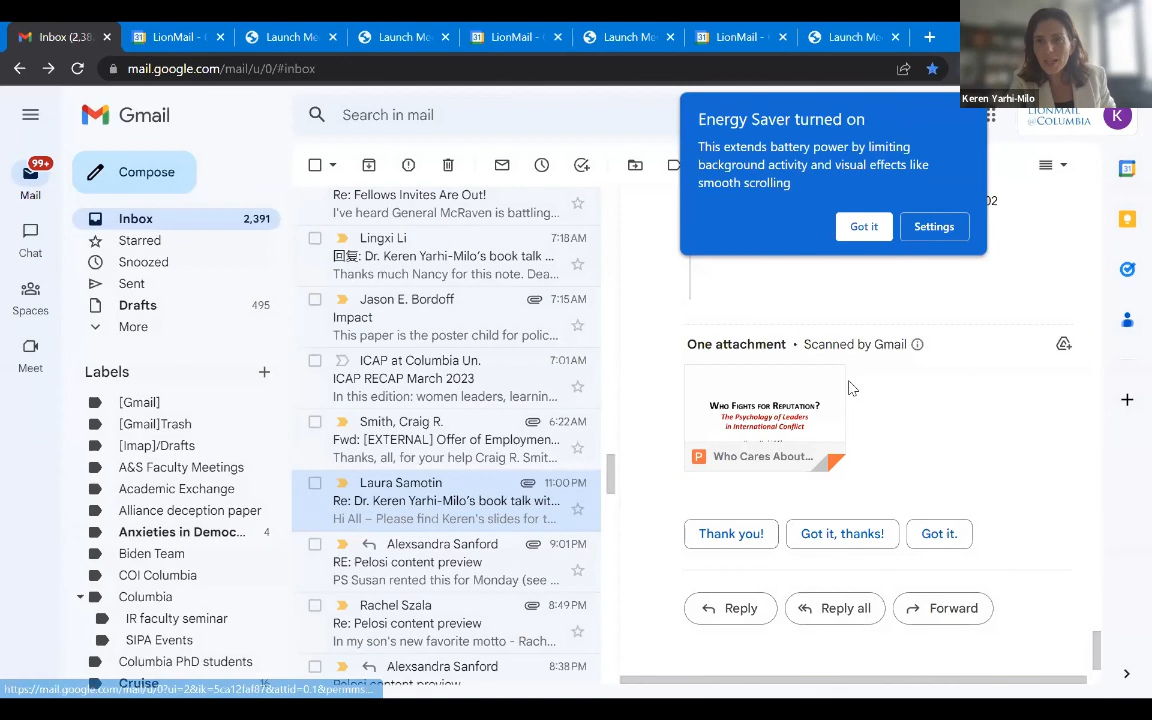 Inbox (2,38
LionMail - 
Launch Me
Launch Me
LionMail - 
Launch Me
LionMail - 
Launch Me
mail.google.com/mail/u/0/#inbox
Keren Yarhi-Milo
Gmail
Search in mail
LIONMAIL
@COLUMBIA
K
Energy Saver turned on
This extends battery power by limiting
background activity and visual effects like
smooth scrolling
Got it
Settings
99+
Mail
Chat
Spaces
Meet
Compose
Inbox 2,391
Starred
Snoozed
Sent
Drafts 495
More
Labels
[Gmail]
[Gmail]Trash
[Imap]/Drafts
A&S Faculty Meetings
Academic Exchange
Alliance deception paper
Anxieties in Democ... 4
Biden Team
COI Columbia
Columbia
IR faculty seminar
SIPA Events
Columbia PhD students
Cruise
Re: Fellows Invites Are Out!
I've heard General McRaven is battling...
Lingxi Li 7:18 AM
回复: Dr. Keren Yarhi-Milo's book talk ...
Thanks much Nancy for this note. Dea...
Jason E. Bordoff 7:15 AM
Impact
This paper is the poster child for polic...
ICAP at Columbia Un. 7:01 AM
ICAP RECAP March 2023
In this edition: women leaders, learnin...
Smith, Craig R. 6:22 AM
Fwd: [EXTERNAL] Offer of Employmen...
Thanks, all, for your help Craig R. Smit...
Laura Samotin 11:00 PM
Re: Dr. Keren Yarhi-Milo's book talk wit...
Hi All – Please find Keren's slides for t...
Alexsandra Sanford 9:01 PM
RE: Pelosi content preview
PS Susan rented this for Monday (see ...
Rachel Szala 8:49 PM
Re: Pelosi content preview
In my son's new favorite motto - Rach...
Alexsandra Sanford 8:38 PM
Pelosi content preview
02
One attachment • Scanned by Gmail
WHO FIGHTS FOR REPUTATION?
The Psychology of Leaders
in International Conflict
P Who Cares About...
Thank you!
Got it, thanks!
Got it.
Reply
Reply all
Forward